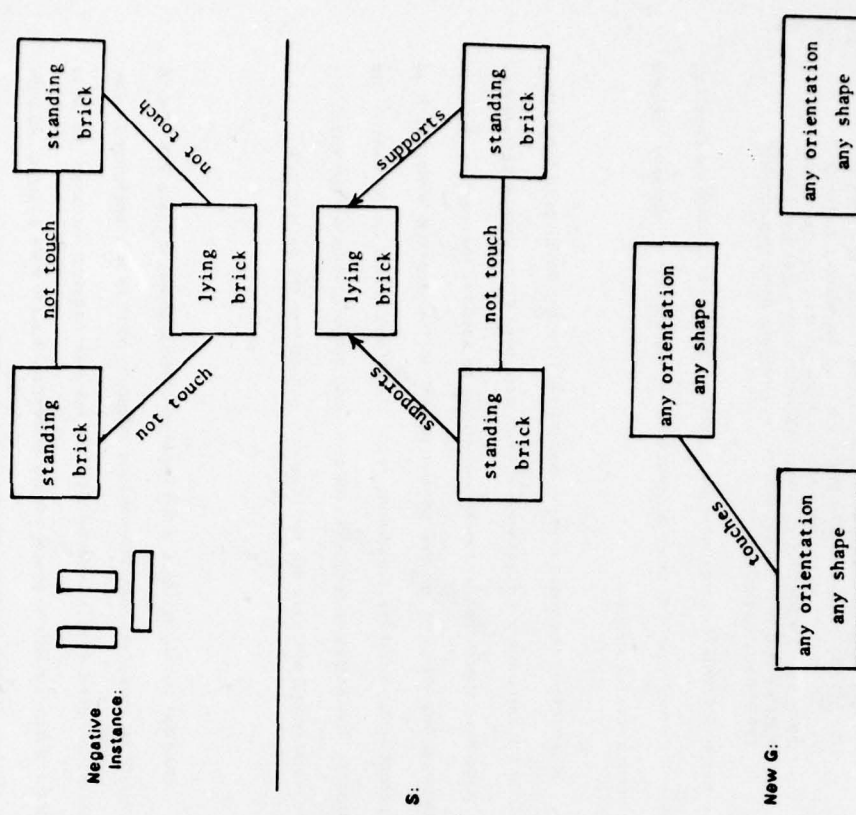 Negative
Instance:
standing
brick
not touch
standing
brick
not touch
not touch
lying
brick
S:
lying
brick
supports
supports
standing
brick
not touch
standing
brick
New G:
any orientation
any shape
touches
any orientation
any shape
any orientation
any shape